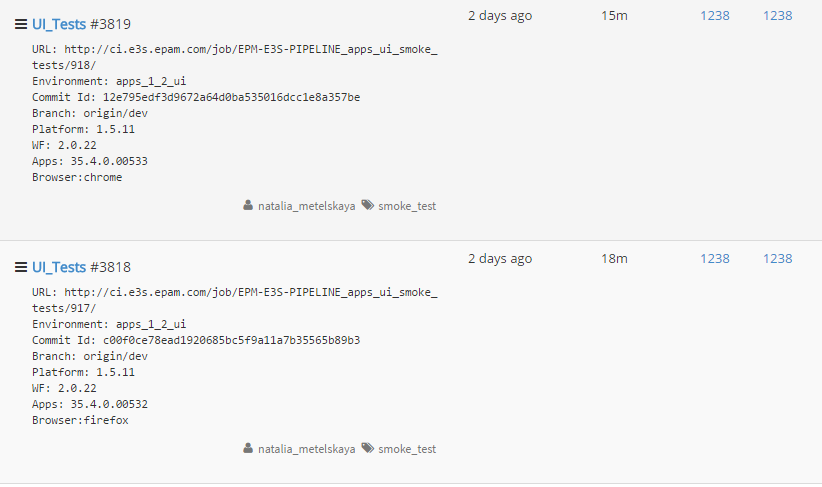 UI_Tests #3819 2 days ago 15m 1238 1238
URL: http://ci.e3s.epam.com/job/EPM-E3S-PIPELINE_apps_ui_smoke_
tests/918/
Environment: apps_1_2_ui
Commit Id: 12e795edf3d9672a64d0ba535016dcc1e8a357be
Branch: origin/dev
Platform: 1.5.11
WF: 2.0.22
Apps: 35.4.0.00533
Browser:chrome
natalia_metelskaya smoke_test
UI_Tests #3818 2 days ago 18m 1238 1238
URL: http://ci.e3s.epam.com/job/EPM-E3S-PIPELINE_apps_ui_smoke_
tests/917/
Environment: apps_1_2_ui
Commit Id: c00f0ce78ead1920685bc5f9a11a7b35565b89b3
Branch: origin/dev
Platform: 1.5.11
WF: 2.0.22
Apps: 35.4.0.00532
Browser:firefox
natalia_metelskaya smoke_test